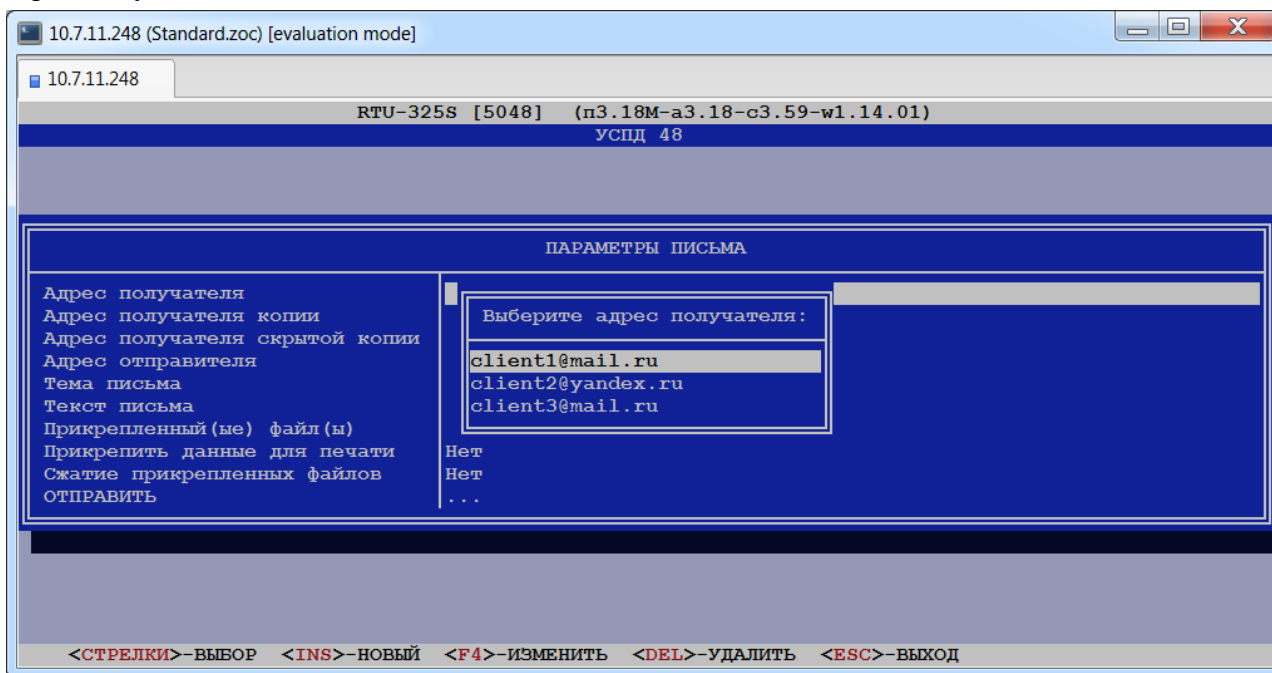 10.7.11.248 (Standard.zoc) [evaluation mode]
10.7.11.248
RTU-325S [5048] (п3.18М-а3.18-с3.59-w1.14.01)
УСПД 48
ПАРАМЕТРЫ ПИСЬМА
Адрес получателя
Адрес получателя копии
Адрес получателя скрытой копии
Адрес отправителя
Тема письма
Текст письма
Прикрепленный(ые) файл(ы)
Прикрепить данные для печати Нет
Сжатие прикрепленных файлов Нет
ОТПРАВИТЬ ...
Выберите адрес получателя:
client1@mail.ru
client2@yandex.ru
client3@mail.ru
<СТРЕЛКИ>-ВЫБОР <INS>-НОВЫЙ <F4>-ИЗМЕНИТЬ <DEL>-УДАЛИТЬ <ESC>-ВЫХОД